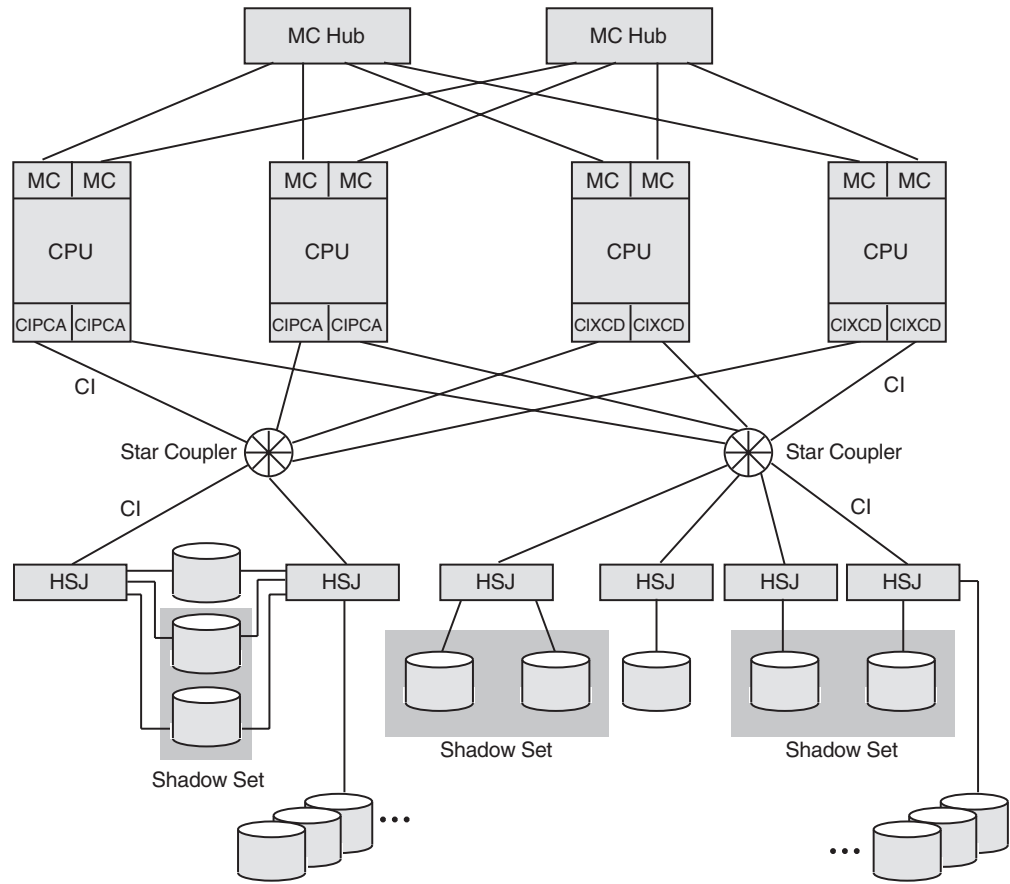 MC Hub
MC Hub
MC MC
MC MC
MC MC
MC MC
CPU
CPU
CPU
CPU
CIPCA CIPCA
CIPCA CIPCA
CIXCD CIXCD
CIXCD CIXCD
CI
CI
Star Coupler
Star Coupler
CI
CI
HSJ
HSJ
HSJ
HSJ
HSJ
HSJ
Shadow Set
Shadow Set
Shadow Set
...
...